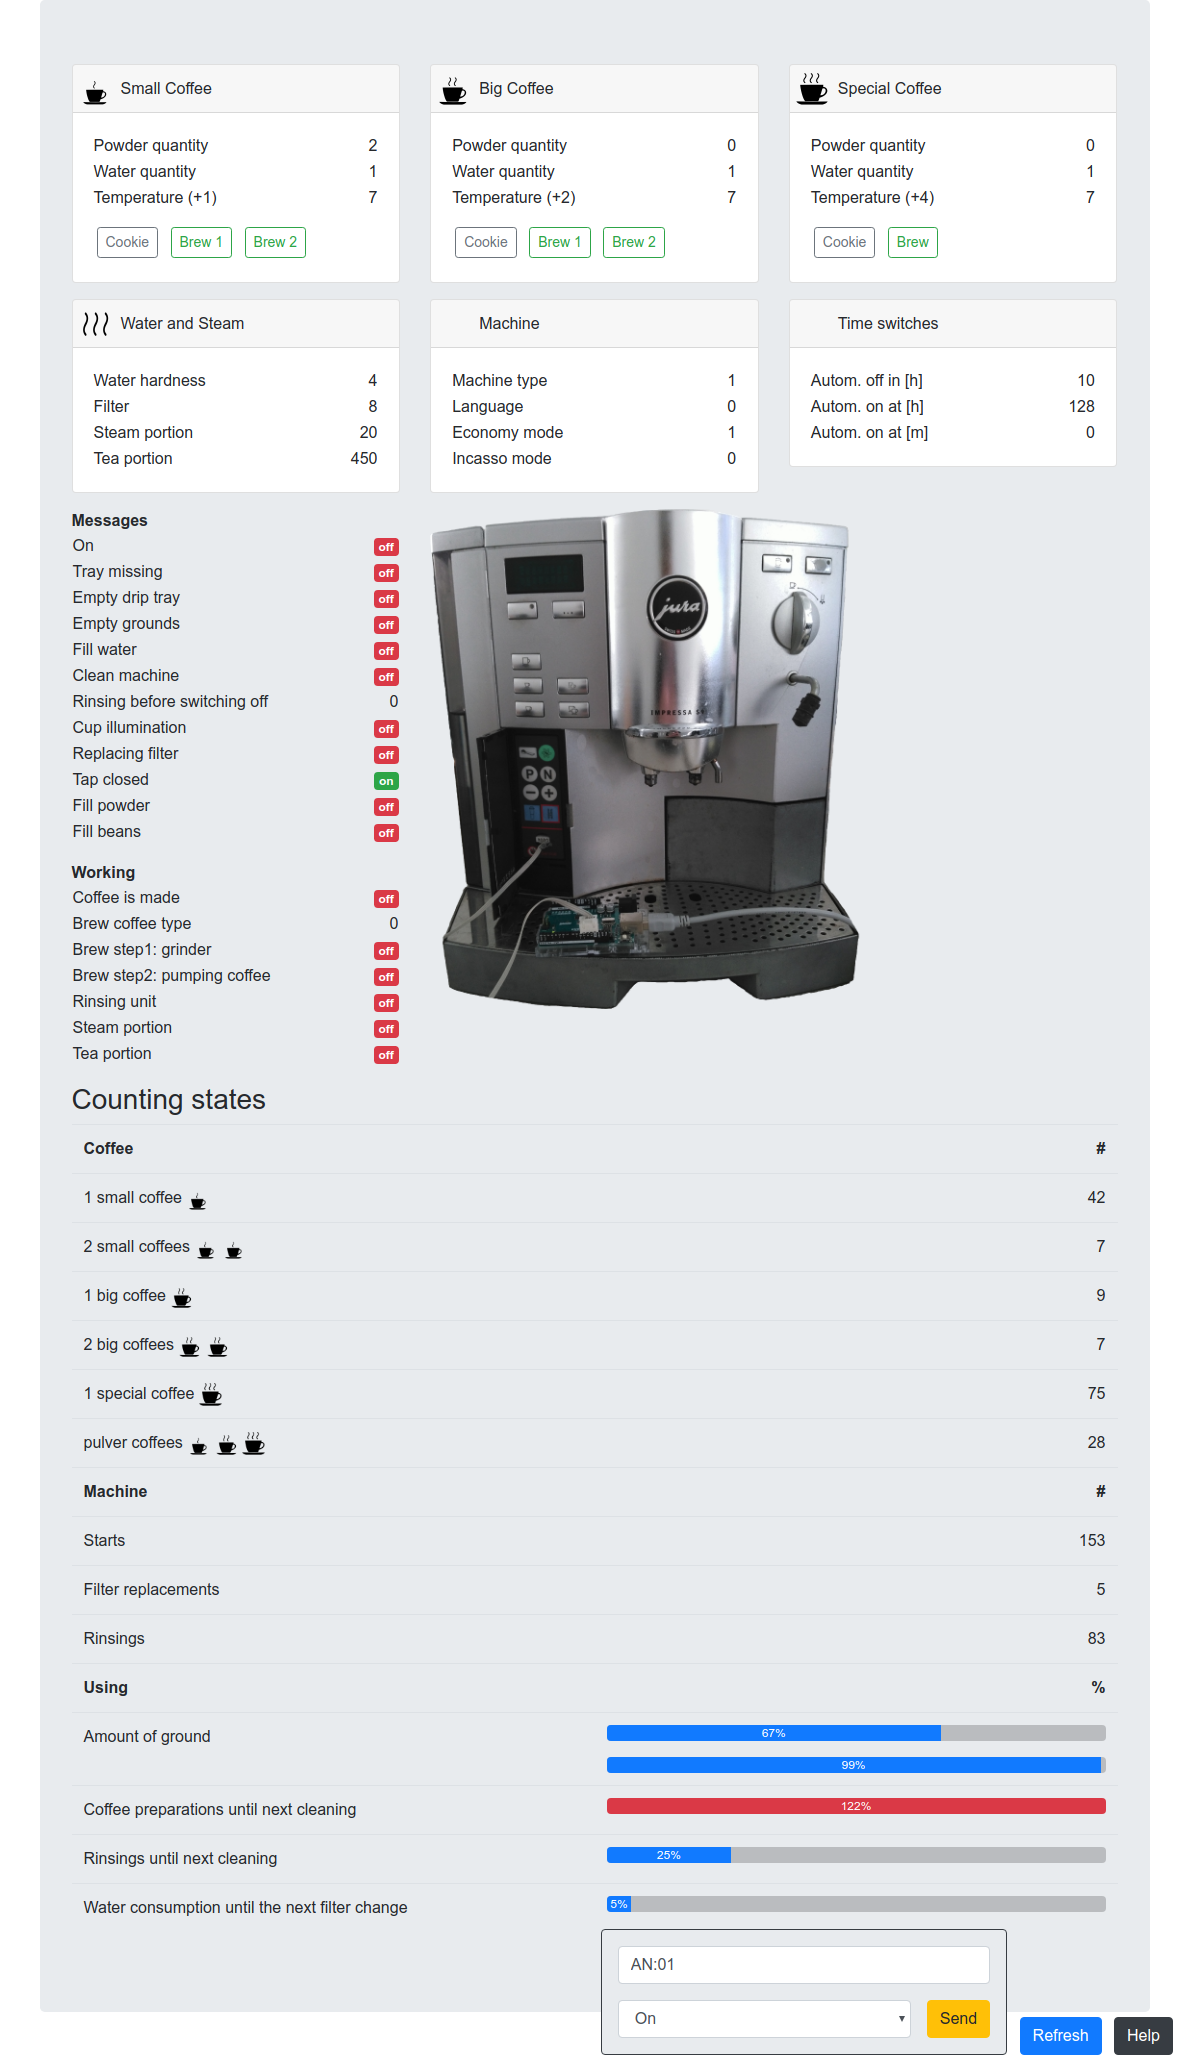 Small Coffee
Powder quantity 2
Water quantity 1
Temperature (+1) 7
Cookie Brew 1 Brew 2
Big Coffee
Powder quantity 0
Water quantity 1
Temperature (+2) 7
Cookie Brew 1 Brew 2
Special Coffee
Powder quantity 0
Water quantity 1
Temperature (+4) 7
Cookie Brew
Water and Steam
Water hardness 4
Filter 8
Steam portion 20
Tea portion 450
Machine
Machine type 1
Language 0
Economy mode 1
Incasso mode 0
Time switches
Autom. off in [h] 10
Autom. on at [h] 128
Autom. on at [m] 0
Messages
On off
Tray missing off
Empty drip tray off
Empty grounds off
Fill water off
Clean machine off
Rinsing before switching off 0
Cup illumination off
Replacing filter off
Tap closed on
Fill powder off
Fill beans off
Working
Coffee is made off
Brew coffee type 0
Brew step1: grinder off
Brew step2: pumping coffee off
Rinsing unit off
Steam portion off
Tea portion off
jura
IMPRESSA
P N
Counting states
Coffee #
1 small coffee 42
2 small coffees 7
1 big coffee 9
2 big coffees 7
1 special coffee 75
pulver coffees 28
Machine #
Starts 153
Filter replacements 5
Rinsings 83
Using %
Amount of ground 67%
99%
Coffee preparations until next cleaning 122%
Rinsings until next cleaning 25%
Water consumption until the next filter change 5%
AN:01
On Send
Refresh Help